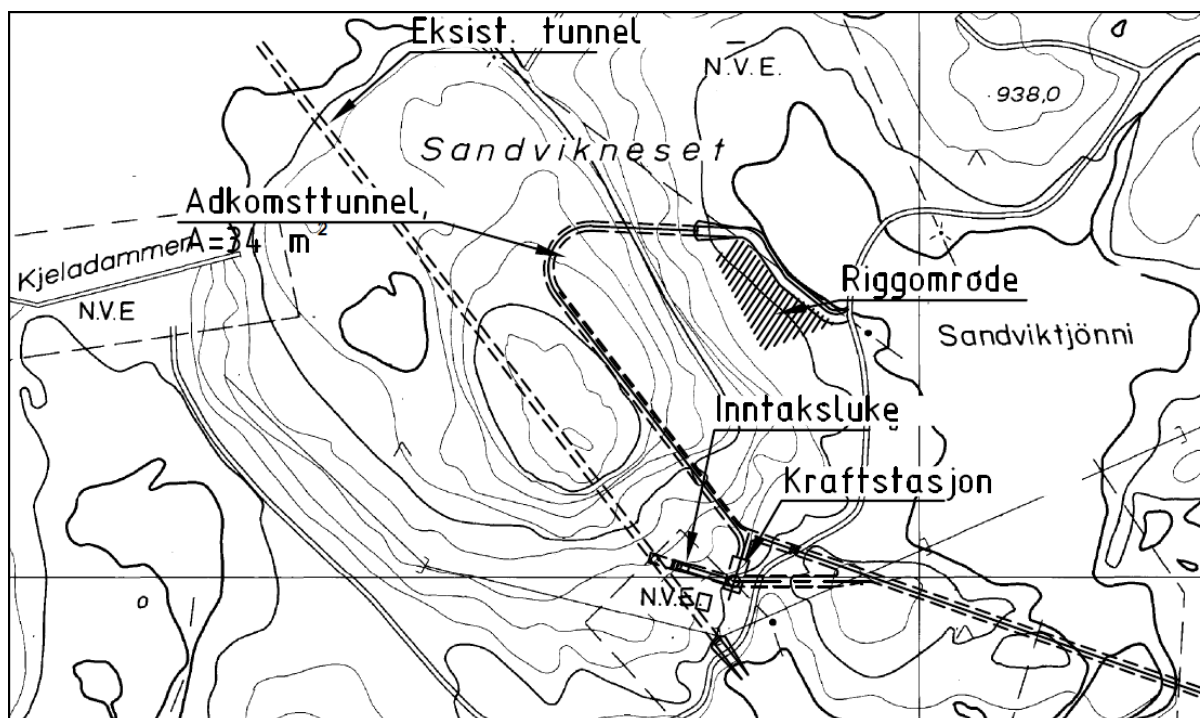 Eksist. tunnel
N.V.E.
938,0
Sandvikneset
Adkomsttunnel,
A=34 m²
Kjeladammen
N.V.E
Riggområde
Sandviktjönni
Inntaksluke
Kraftstasjon
N.V.E.